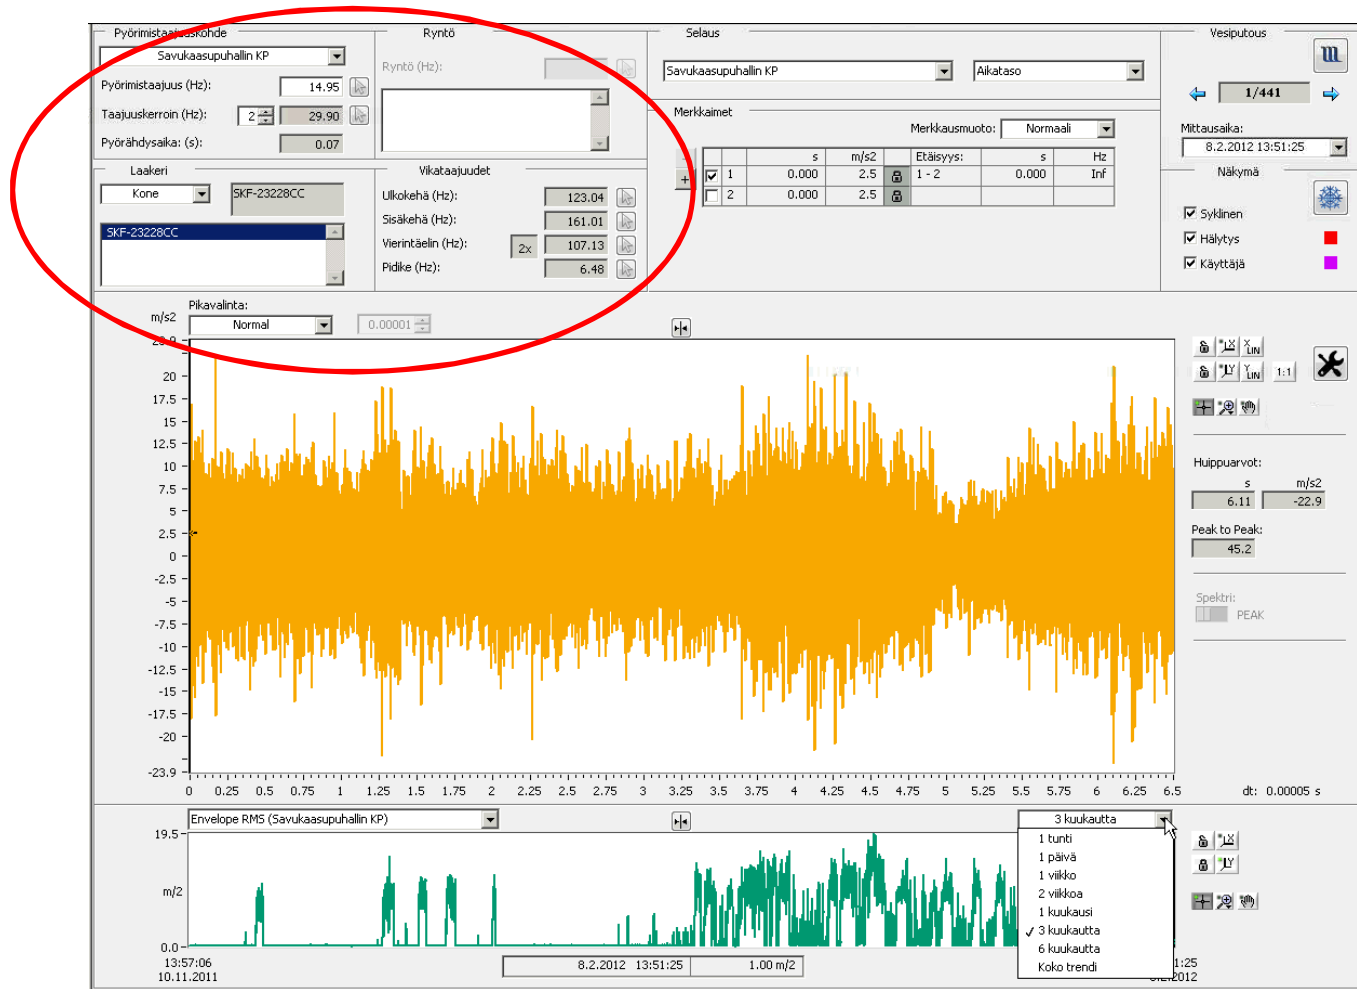 Pyörimistaajuuskohde
Savukaasupuhallin KP
Pyörimistaajuus (Hz): 14.95
Taajuuskerroin (Hz): 2 29.90
Pyörähdysaika: (s): 0.07
Ryntö
Ryntö (Hz):
Laakeri
Kone SKF-23228CC
SKF-23228CC
Vikataajuudet
Ulkokehä (Hz): 123.04
Sisäkehä (Hz): 161.01
Vierintäelin (Hz): 2x 107.13
Pidike (Hz): 6.48
Selaus
Savukaasupuhallin KP Aikataso
Merkkaimet
Merkkausmuoto: Normaali
s m/s2 Etäisyys: s Hz
+ 1 0.000 2.5 1 - 2 0.000 Inf
2 0.000 2.5
Vesiputous
1/441
Mittausaika:
8.2.2012 13:51:25
Näkymä
Syklinen
Hälytys
Käyttäjä
Pikavalinta:
m/s2 Normal 0.00001
20
17.5
15
12.5
10
7.5
5
2.5
0
-2.5
-5
-7.5
-10
-12.5
-15
-17.5
-20
-23.9
0 0.25 0.5 0.75 1 1.25 1.5 1.75 2 2.25 2.5 2.75 3 3.25 3.5 3.75 4 4.25 4.5 4.75 5 5.25 5.5 5.75 6 6.25 6.5
dt: 0.00005 s
X LIN
Y LIN 1:1
Huippuarvot:
s m/s2
6.11 -22.9
Peak to Peak:
45.2
Spektri:
PEAK
Envelope RMS (Savukaasupuhallin KP) 3 kuukautta
1 tunti
1 päivä
1 viikko
2 viikkoa
1 kuukausi
✓ 3 kuukautta
6 kuukautta
Koko trendi
19.5
m/2
0.0
13:57:06
10.11.2011
8.2.2012 13:51:25 1.00 m/2
1:25
2012